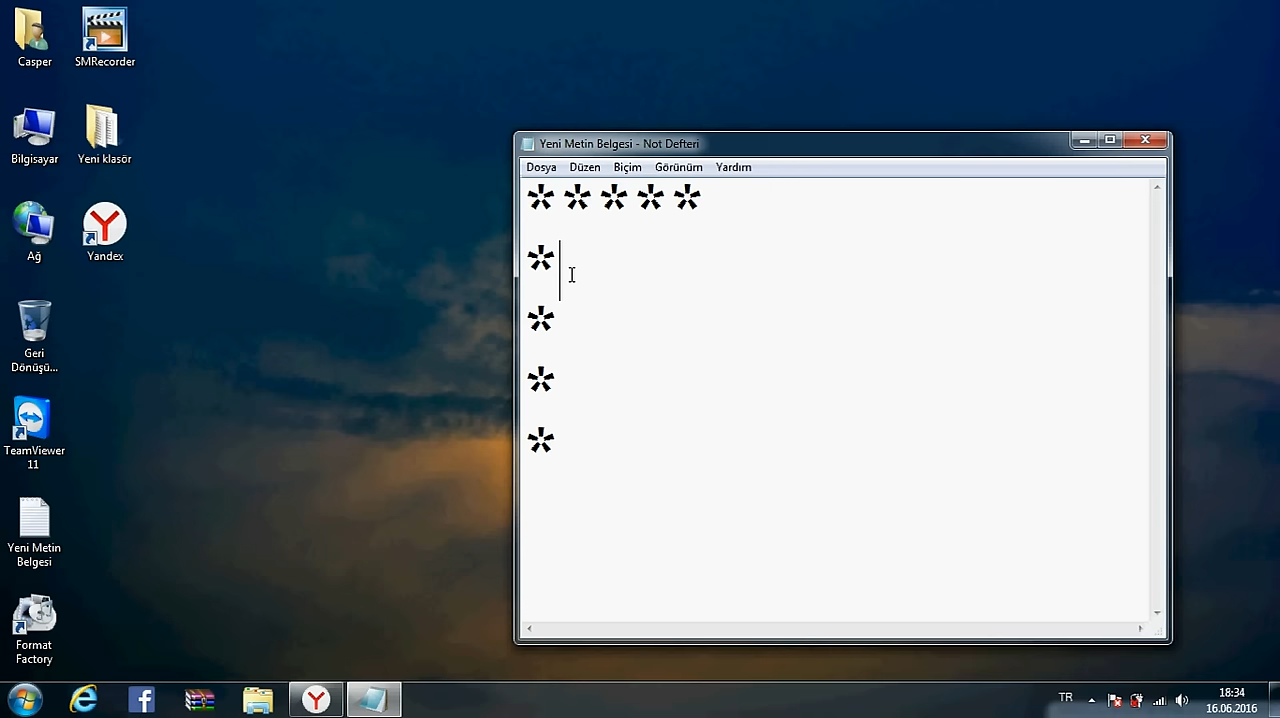 Casper
SMRecorder
Bilgisayar
Yeni klasör
Ağ
Yandex
Geri
Dönüşü...
TeamViewer
11
Yeni Metin
Belgesi
Format
Factory
Yeni Metin Belgesi - Not Defteri
Dosya Düzen Biçim Görünüm Yardım
* * * * *
*
*
*
*
TR
18:34
16.06.2016